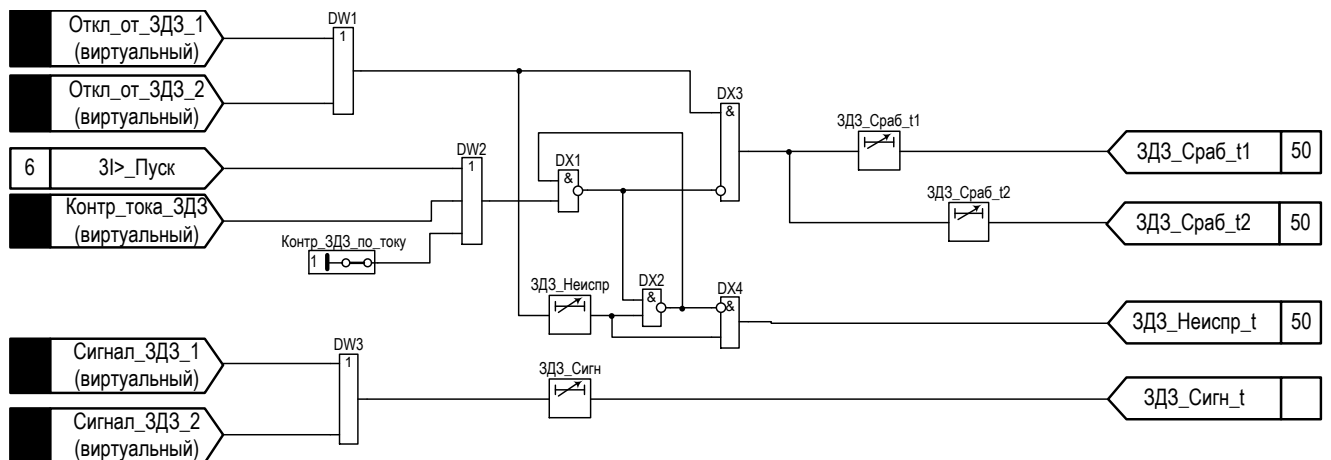 Откл_от_ЗДЗ_1
(виртуальный)
DW1
1
Откл_от_ЗДЗ_2
(виртуальный)
DX3
&
ЗДЗ_Сраб_t1
ЗДЗ_Сраб_t1 50
6 3I>_Пуск
DW2
1
DX1
&
ЗДЗ_Сраб_t2
ЗДЗ_Сраб_t2 50
Контр_тока_ЗДЗ
(виртуальный)
Контр_ЗДЗ_по_току
1
ЗДЗ_Неиспр
DX2
&
DX4
&
ЗДЗ_Неиспр_t 50
Сигнал_ЗДЗ_1
(виртуальный)
DW3
1
ЗДЗ_Сигн
ЗДЗ_Сигн_t
Сигнал_ЗДЗ_2
(виртуальный)